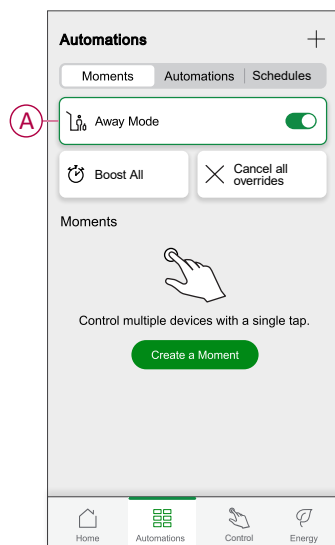 Automations
Moments Automations Schedules
A Away Mode
Boost All
Cancel all
overrides
Moments
Control multiple devices with a single tap.
Create a Moment
Home Automations Control Energy